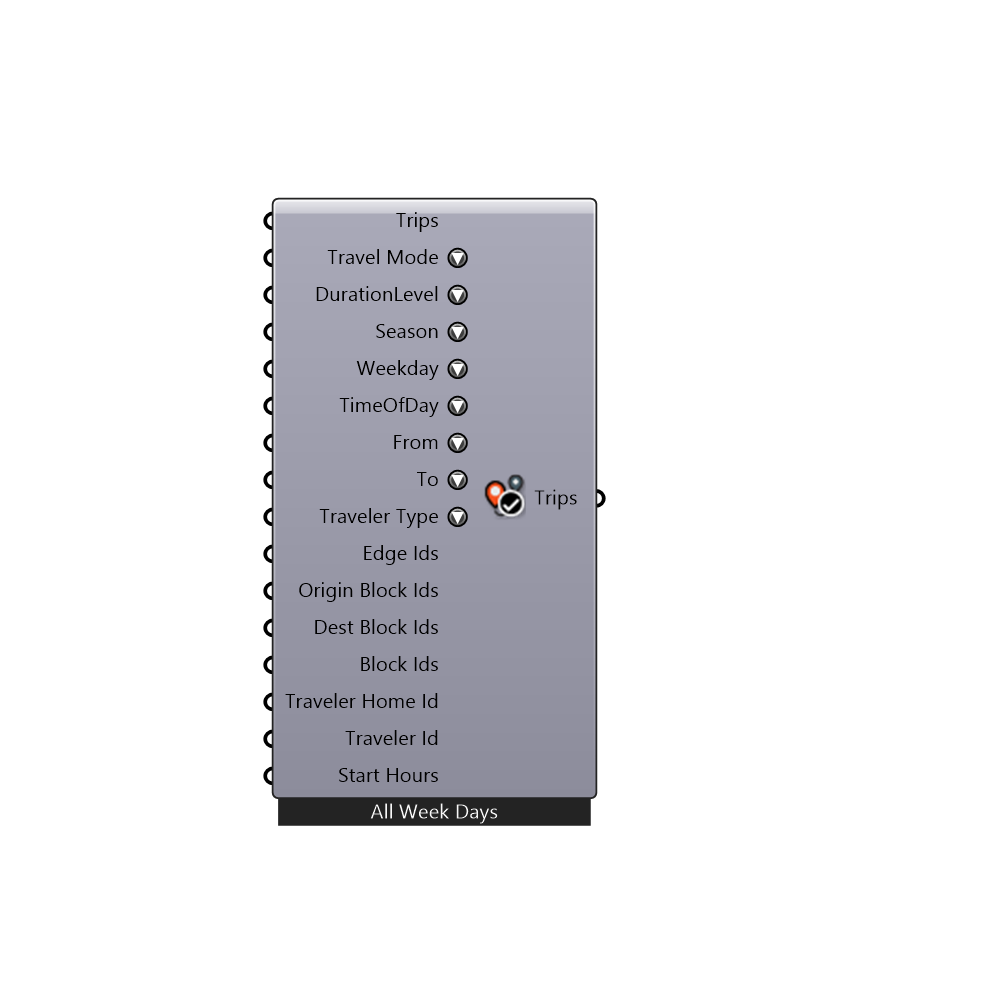 Trips
Travel Mode
DurationLevel
Season
Weekday
TimeOfDay
From
To
Traveler Type
Edge Ids
Origin Block Ids
Dest Block Ids
Block Ids
Traveler Home Id
Traveler Id
Start Hours
Trips
All Week Days